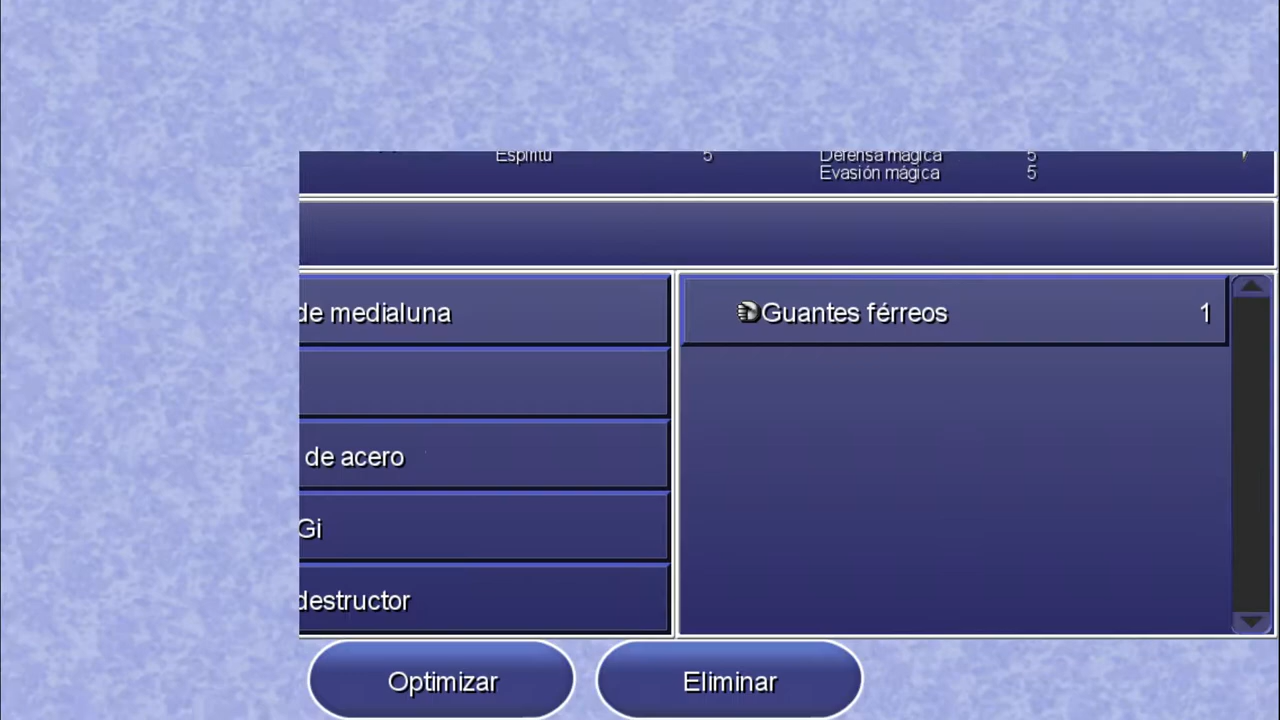 Espíritu 5 Defensa mágica 5
Evasión mágica 5
de medialuna
Guantes férreos 1
de acero
Gi
destructor
Optimizar Eliminar